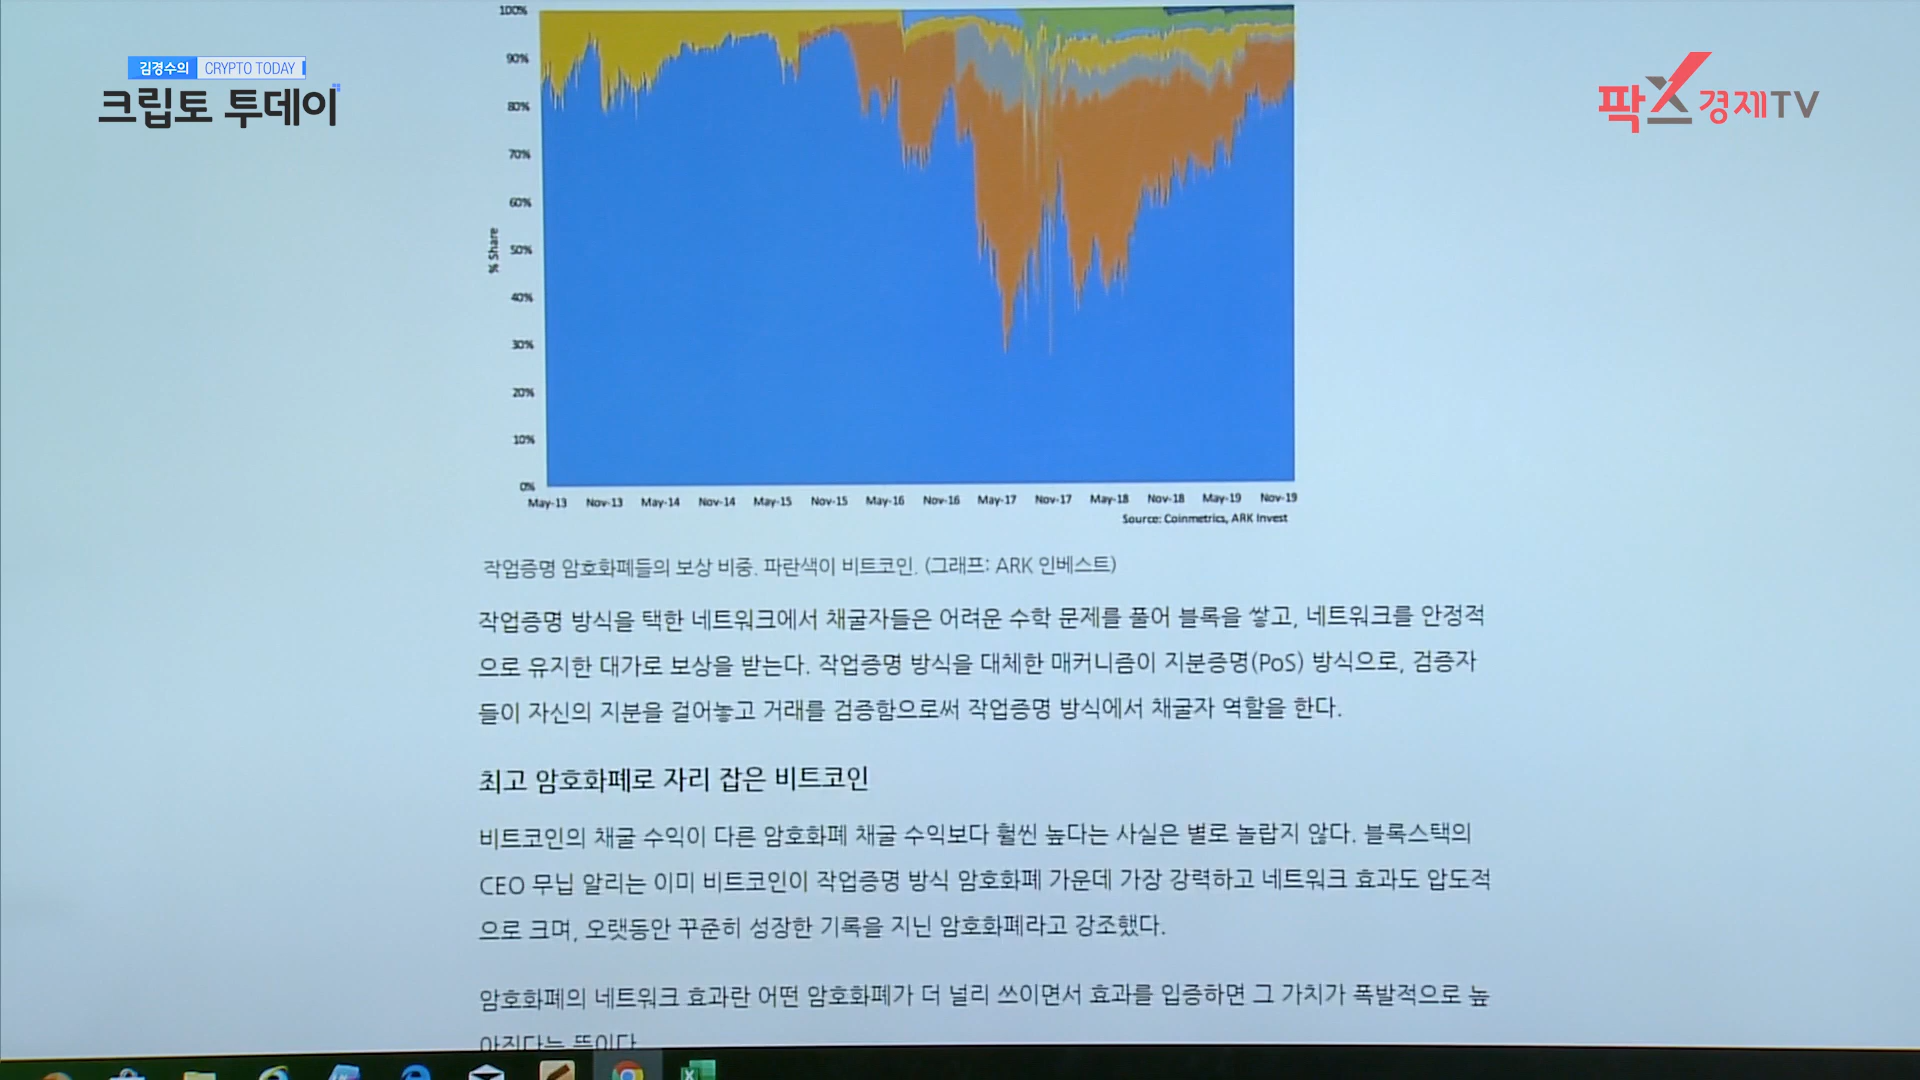 김경수의 CRYPTO TODAY
크립토 투데이
팍스경제TV
100%
90%
80%
70%
60%
50%
40%
30%
20%
10%
0%
% Share
May-13 Nov-13 May-14 Nov-14 May-15 Nov-15 May-16 Nov-16 May-17 Nov-17 May-18 Nov-18 May-19 Nov-19
Source: Coinmetrics, ARK Invest
작업증명 암호화폐들의 보상 비중. 파란색이 비트코인. (그래프: ARK 인베스트)
작업증명 방식을 택한 네트워크에서 채굴자들은 어려운 수학 문제를 풀어 블록을 쌓고, 네트워크를 안정적
으로 유지한 대가로 보상을 받는다. 작업증명 방식을 대체한 매커니즘이 지분증명(PoS) 방식으로, 검증자
들이 자신의 지분을 걸어놓고 거래를 검증함으로써 작업증명 방식에서 채굴자 역할을 한다.
최고 암호화폐로 자리 잡은 비트코인
비트코인의 채굴 수익이 다른 암호화폐 채굴 수익보다 훨씬 높다는 사실은 별로 놀랍지 않다. 블록스택의
CEO 무닙 알리는 이미 비트코인이 작업증명 방식 암호화폐 가운데 가장 강력하고 네트워크 효과도 압도적
으로 크며, 오랫동안 꾸준히 성장한 기록을 지닌 암호화폐라고 강조했다.
암호화폐의 네트워크 효과란 어떤 암호화폐가 더 널리 쓰이면서 효과를 입증하면 그 가치가 폭발적으로 높
아진다는 뜻이다